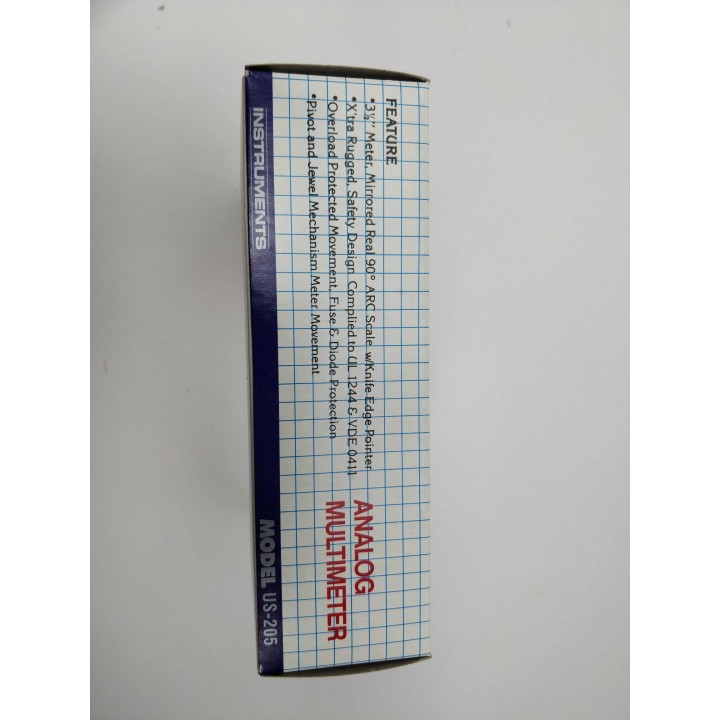 FEATURE
•3½" Meter, Mirrored Real 90° ARC Scale w/Knife Edge Pointer
•X'tra Rugged, Safety Design Complied to UL 1244 & VDE 0411
•Overload Protected Movement, Fuse & Diode Protection
•Pivot and Jewel Mechanism Meter Movement
ANALOG
MULTIMETER
INSTRUMENTS
MODEL US-205